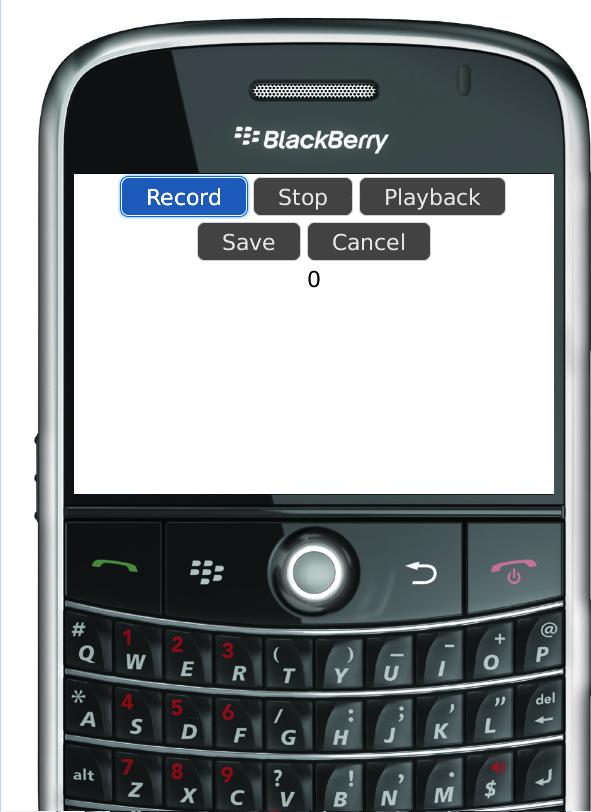 BlackBerry
Record Stop Playback
Save Cancel
0
# 1 2 3 ( ) _ - + @
Q W E R T Y U I O P
* 4 5 6 / : ; ' " del
A S D F G H J K L
alt 7 8 9 ? ! , .
Z X C V B N M $